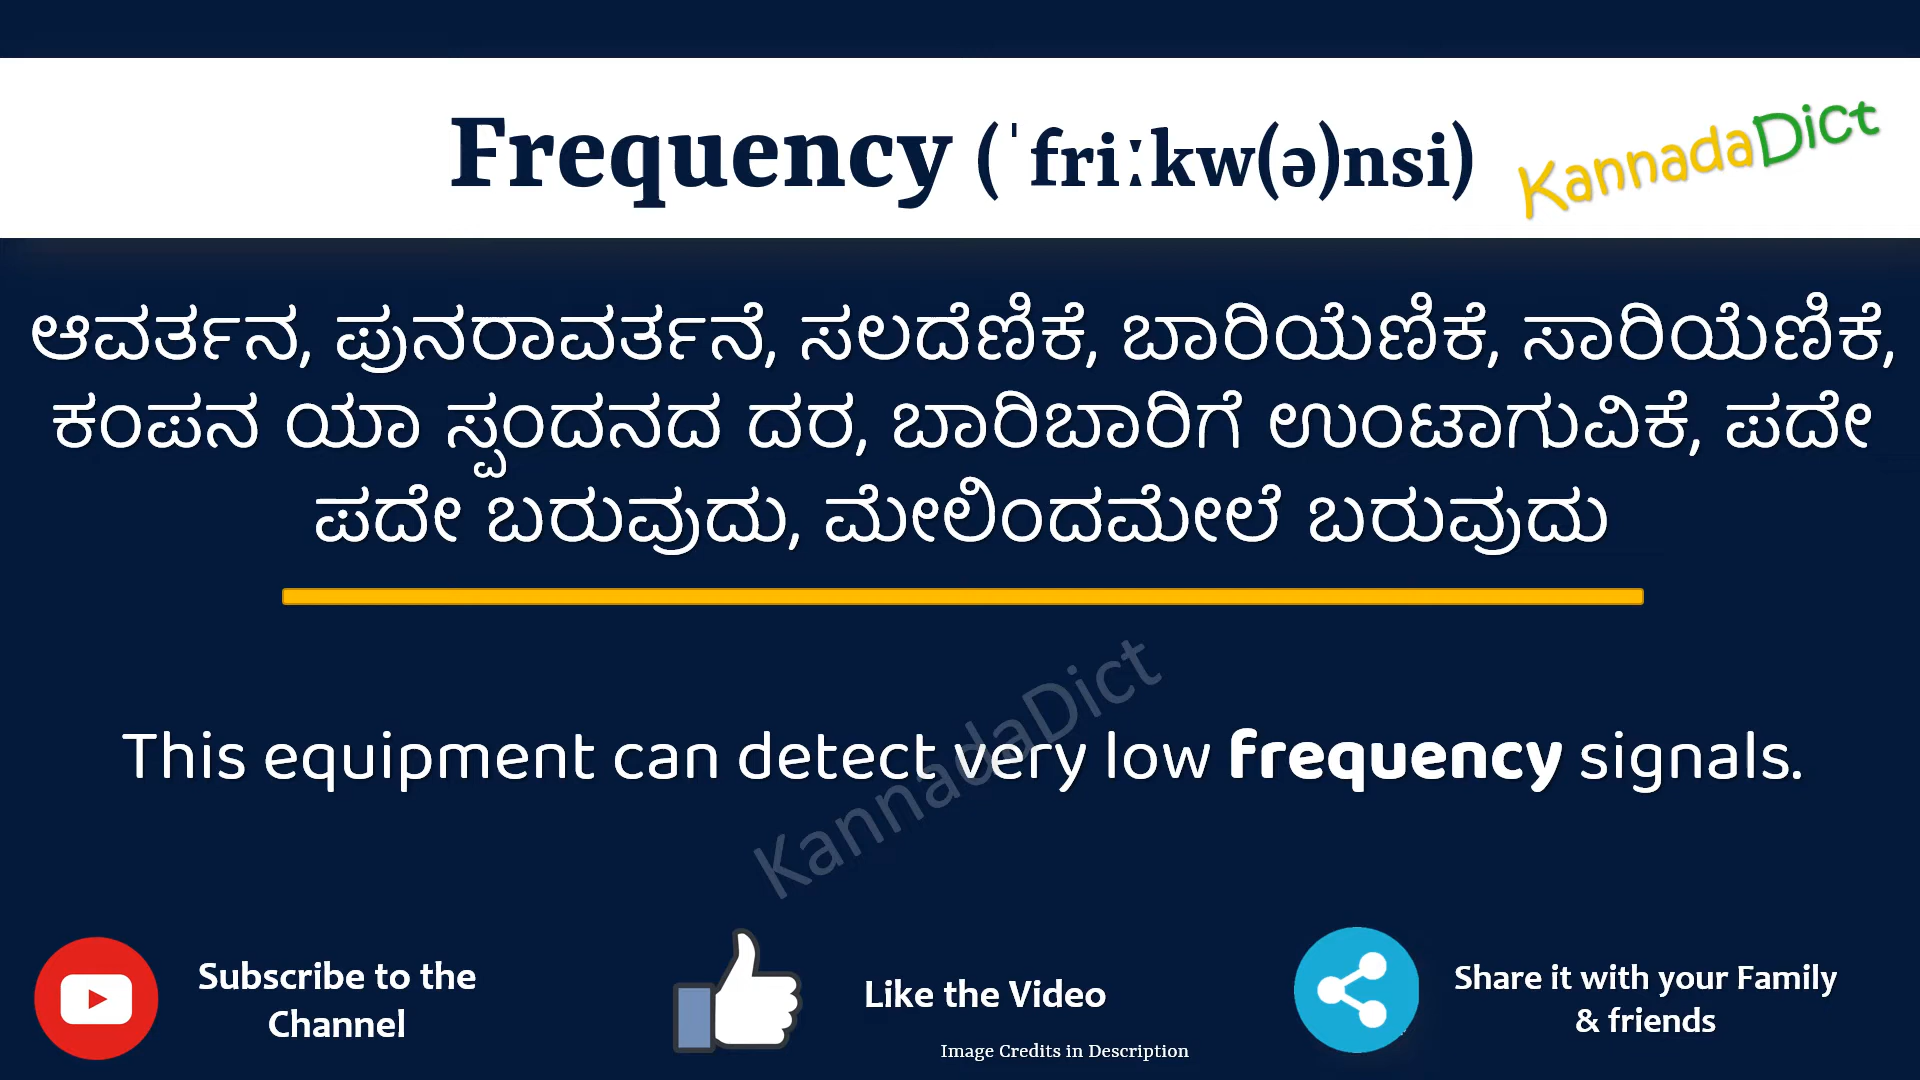 Frequency (ˈfriːkw(ə)nsi)
KannadaDict
ಆವರ್ತನ, ಪುನರಾವರ್ತನೆ, ಸಲದೆಣಿಕೆ, ಬಾರಿಯೆಣಿಕೆ, ಸಾರಿಯೆಣಿಕೆ,
ಕಂಪನ ಯಾ ಸ್ಪಂದನದ ದರ, ಬಾರಿಬಾರಿಗೆ ಉಂಟಾಗುವಿಕೆ, ಪದೇ
ಪದೇ ಬರುವುದು, ಮೇಲಿಂದಮೇಲೆ ಬರುವುದು
KannadaDict
This equipment can detect very low frequency signals.
Subscribe to the
Channel
Like the Video
Share it with your Family
& friends
Image Credits in Description